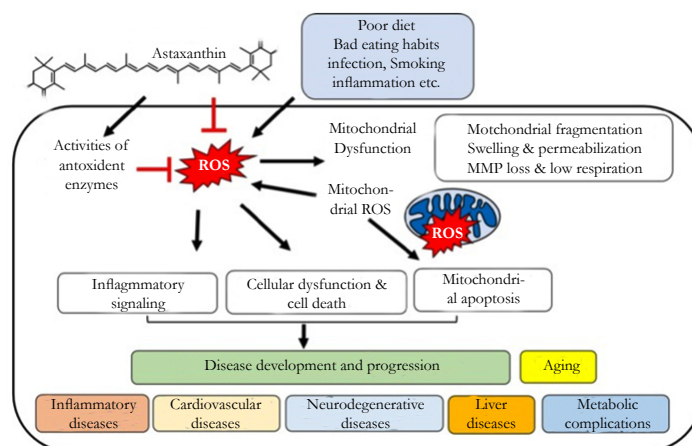 Astaxanthin
Poor diet
Bad eating habits
infection, Smoking
inflammation etc.
Activities of
antoxident
enzymes
ROS
Mitochondrial
Dysfunction
Motchondrial fragmentation
Swelling & permeabilization
MMP loss & low respiration
Mitochon-
drial ROS
ROS
Inflagmmatory
signaling
Cellular dysfunction &
cell death
Mitochondri-
al apoptosis
Disease development and progression
Aging
Inflammatory
diseases
Cardiovascular
diseases
Neurodegenerative
diseases
Liver
diseases
Metabolic
complications